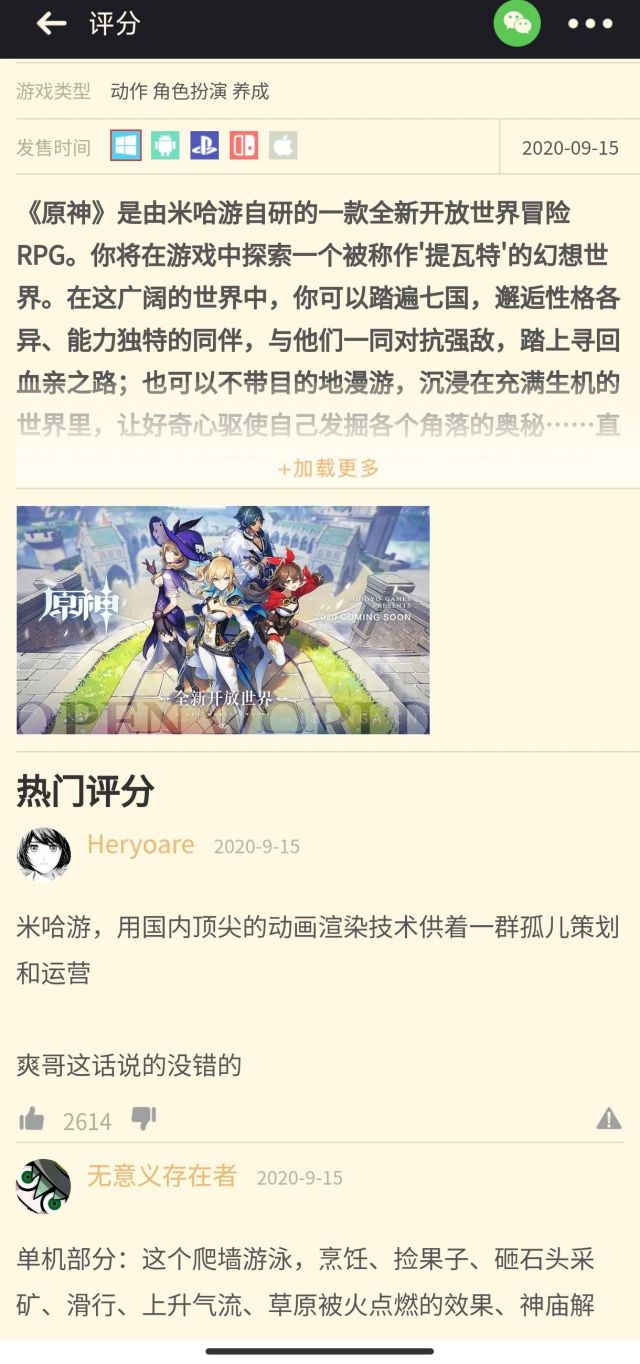 评分
游戏类型 动作 角色扮演 养成
发售时间 2020-09-15
《原神》是由米哈游自研的一款全新开放世界冒险
RPG。你将在游戏中探索一个被称作'提瓦特'的幻想世
界。在这广阔的世界中，你可以踏遍七国，邂逅性格各
异、能力独特的同伴，与他们一同对抗强敌，踏上寻回
血亲之路；也可以不带目的地漫游，沉浸在充满生机的
世界里，让好奇心驱使自己发掘各个角落的奥秘……直
+加载更多
原神
MIHOYO GAMES
PRESENTS
2020 COMING SOON
全新开放世界
OPEN WORLD
热门评分
Heryoare 2020-9-15
米哈游，用国内顶尖的动画渲染技术供着一群孤儿策划
和运营
爽哥这话说的没错的
2614
无意义存在者 2020-9-15
单机部分：这个爬墙游泳，烹饪、捡果子、砸石头采
矿、滑行、上升气流、草原被火点燃的效果、神庙解